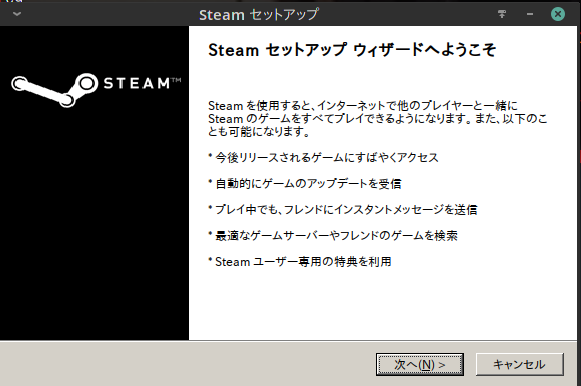 Steam セットアップ
STEAM™
Steam セットアップ ウィザードへようこそ
Steam を使用すると、インターネットで他のプレイヤーと一緒に
Steam のゲームをすべてプレイできるようになります。また、以下のこ
とも可能になります。
* 今後リリースされるゲームにすばやくアクセス
* 自動的にゲームのアップデートを受信
* プレイ中でも、フレンドにインスタントメッセージを送信
* 最適なゲームサーバーやフレンドのゲームを検索
* Steam ユーザー専用の特典を利用
次へ(N) >
キャンセル